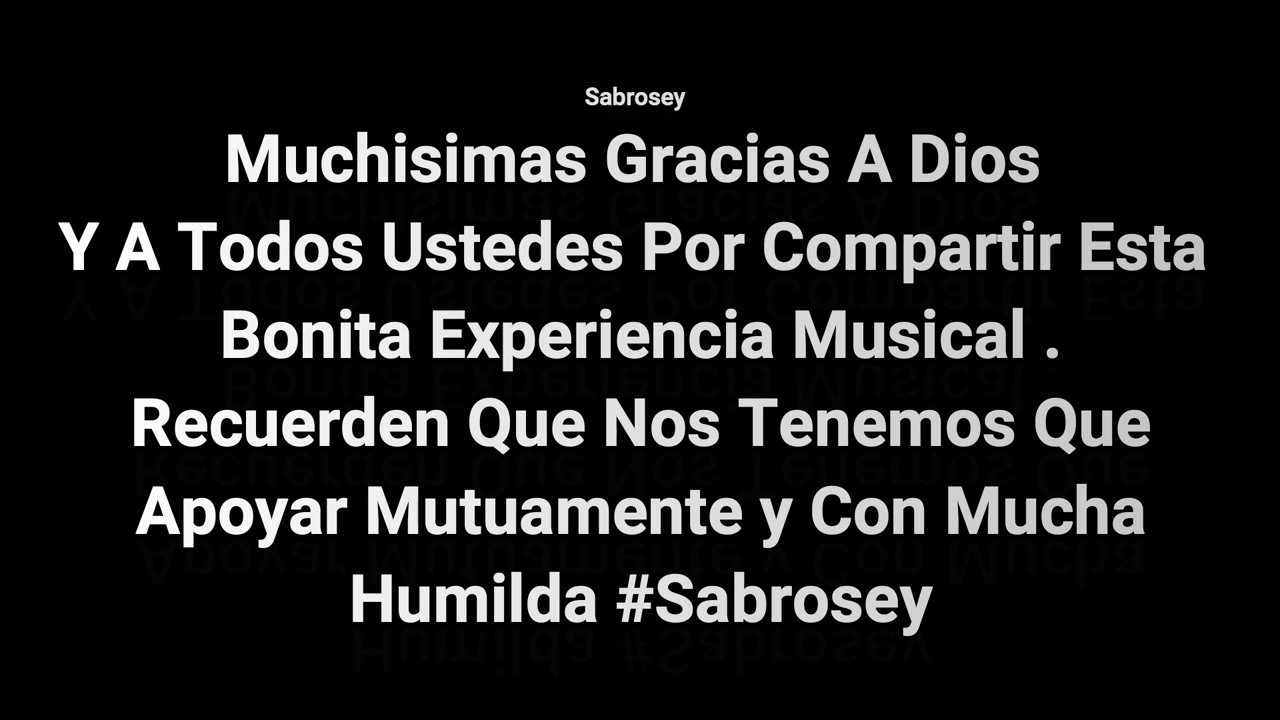 Sabrosey
Muchisimas Gracias A Dios
Y A Todos Ustedes Por Compartir Esta
Bonita Experiencia Musical .
Recuerden Que Nos Tenemos Que
Apoyar Mutuamente y Con Mucha
Humilda #Sabrosey